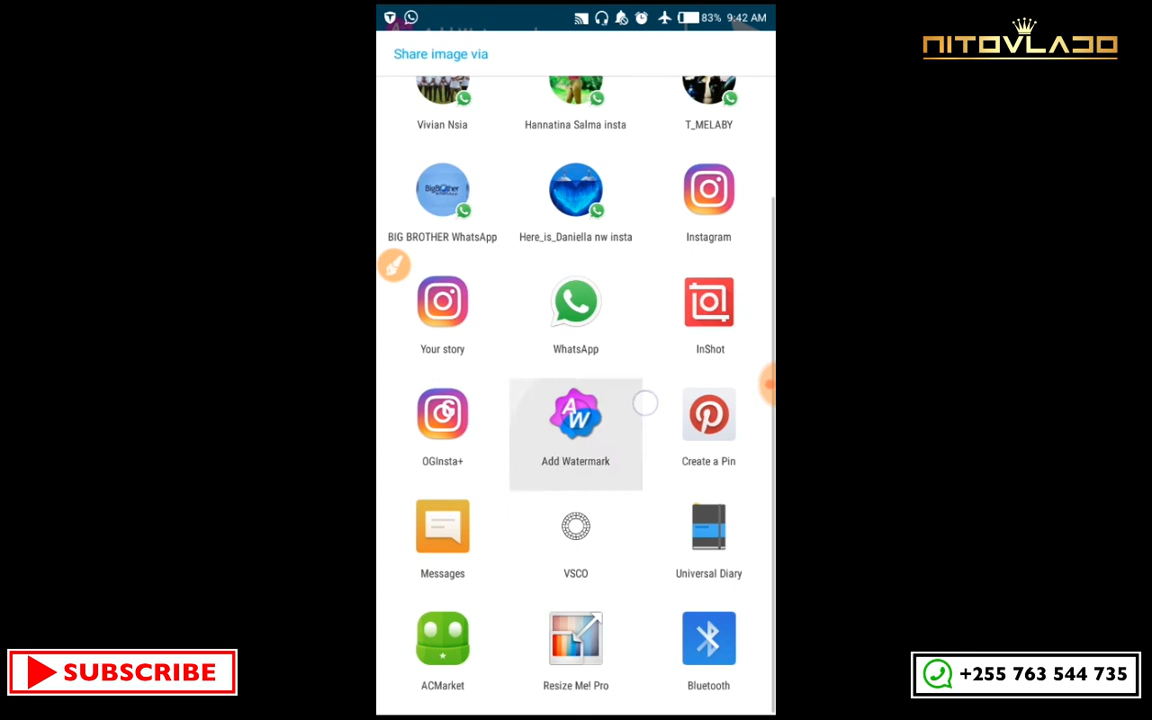 83% 9:42 AM
NITOVLADO
Share image via
Vivian Nsia
Hannatina Salma insta
T_MELABY
BigBrother
BIG BROTHER WhatsApp
Here_is_Daniella nw insta
Instagram
Your story
WhatsApp
InShot
AW
OGInsta+
Add Watermark
Create a Pin
Messages
VSCO
Universal Diary
ACMarket
Resize Me! Pro
Bluetooth
SUBSCRIBE
+255 763 544 735